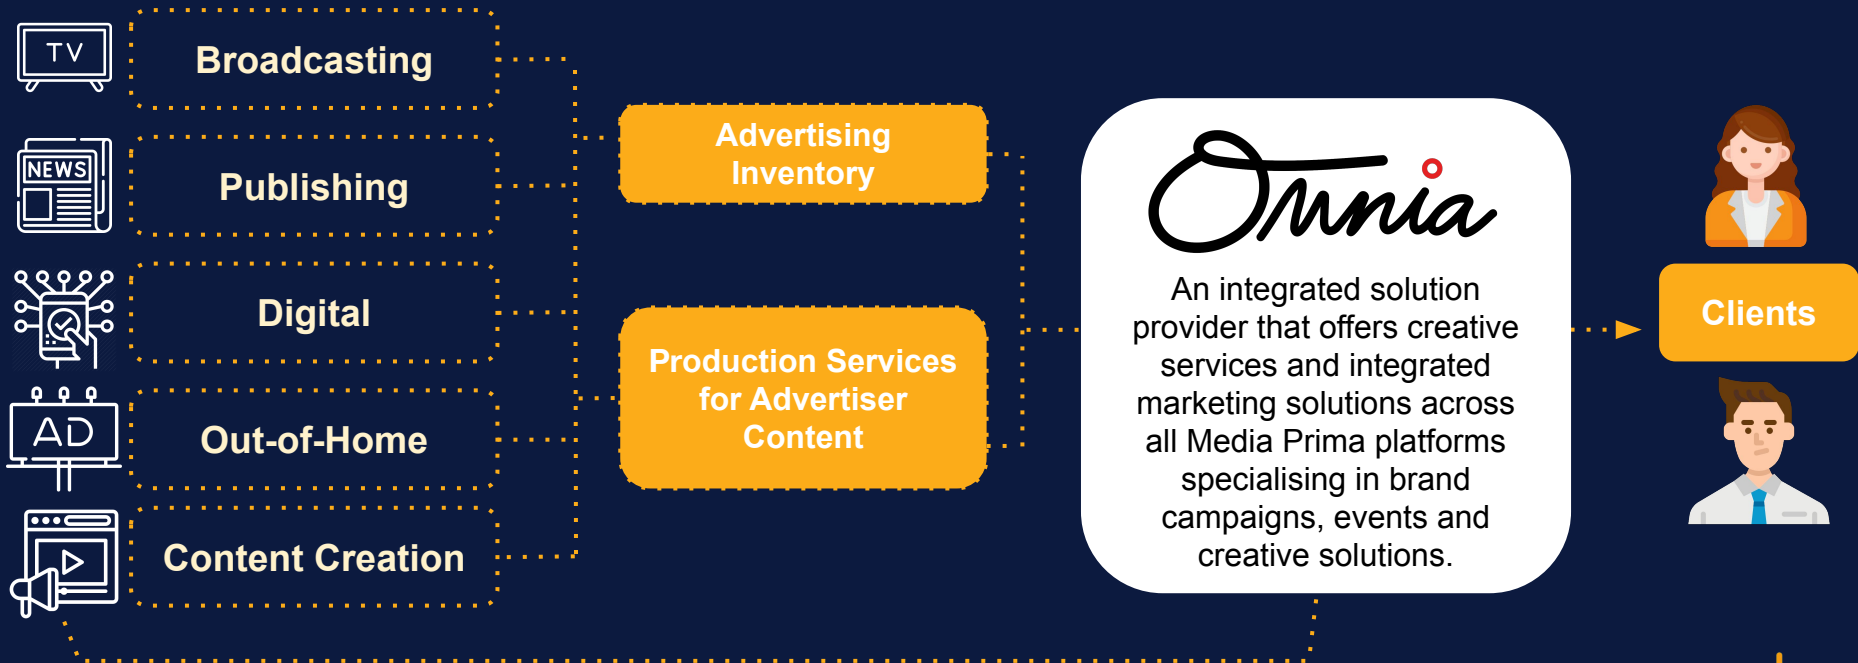 TV
Broadcasting
NEWS
Publishing
Digital
AD
Out-of-Home
Content Creation
Advertising
Inventory
Production Services
for Advertiser
Content
Omnia
An integrated solution
provider that offers creative
services and integrated
marketing solutions across
all Media Prima platforms
specialising in brand
campaigns, events and
creative solutions.
Clients